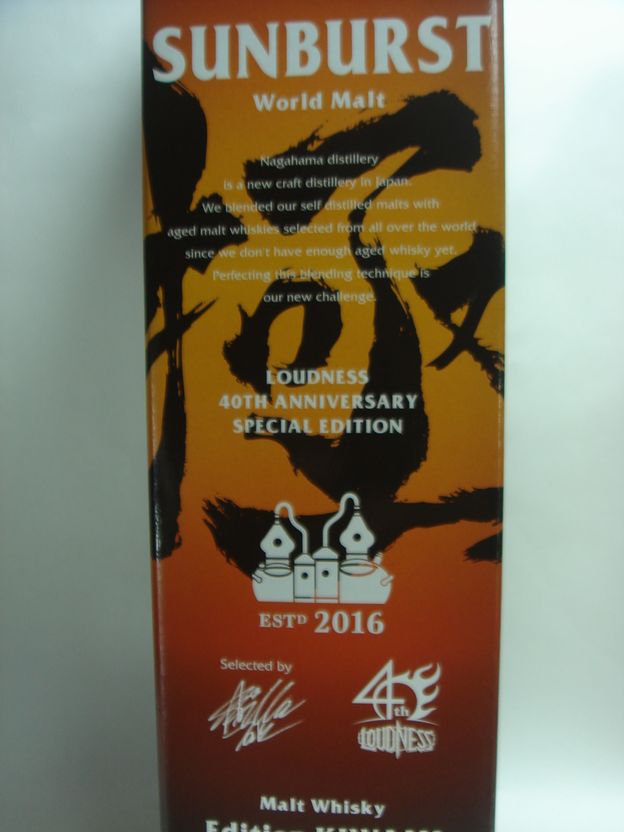 SUNBURST
World Malt
Nagahama distillery
is a new craft distillery in Japan.
We blended our self distilled malts with
aged malt whiskies selected from all over the world
since we don't have enough aged whisky yet.
Perfecting this blending technique is
our new challenge.
LOUDNESS
40TH ANNIVERSARY
SPECIAL EDITION
ESTD 2016
Selected by
4th
LOUDNESS
Malt Whisky
Edition